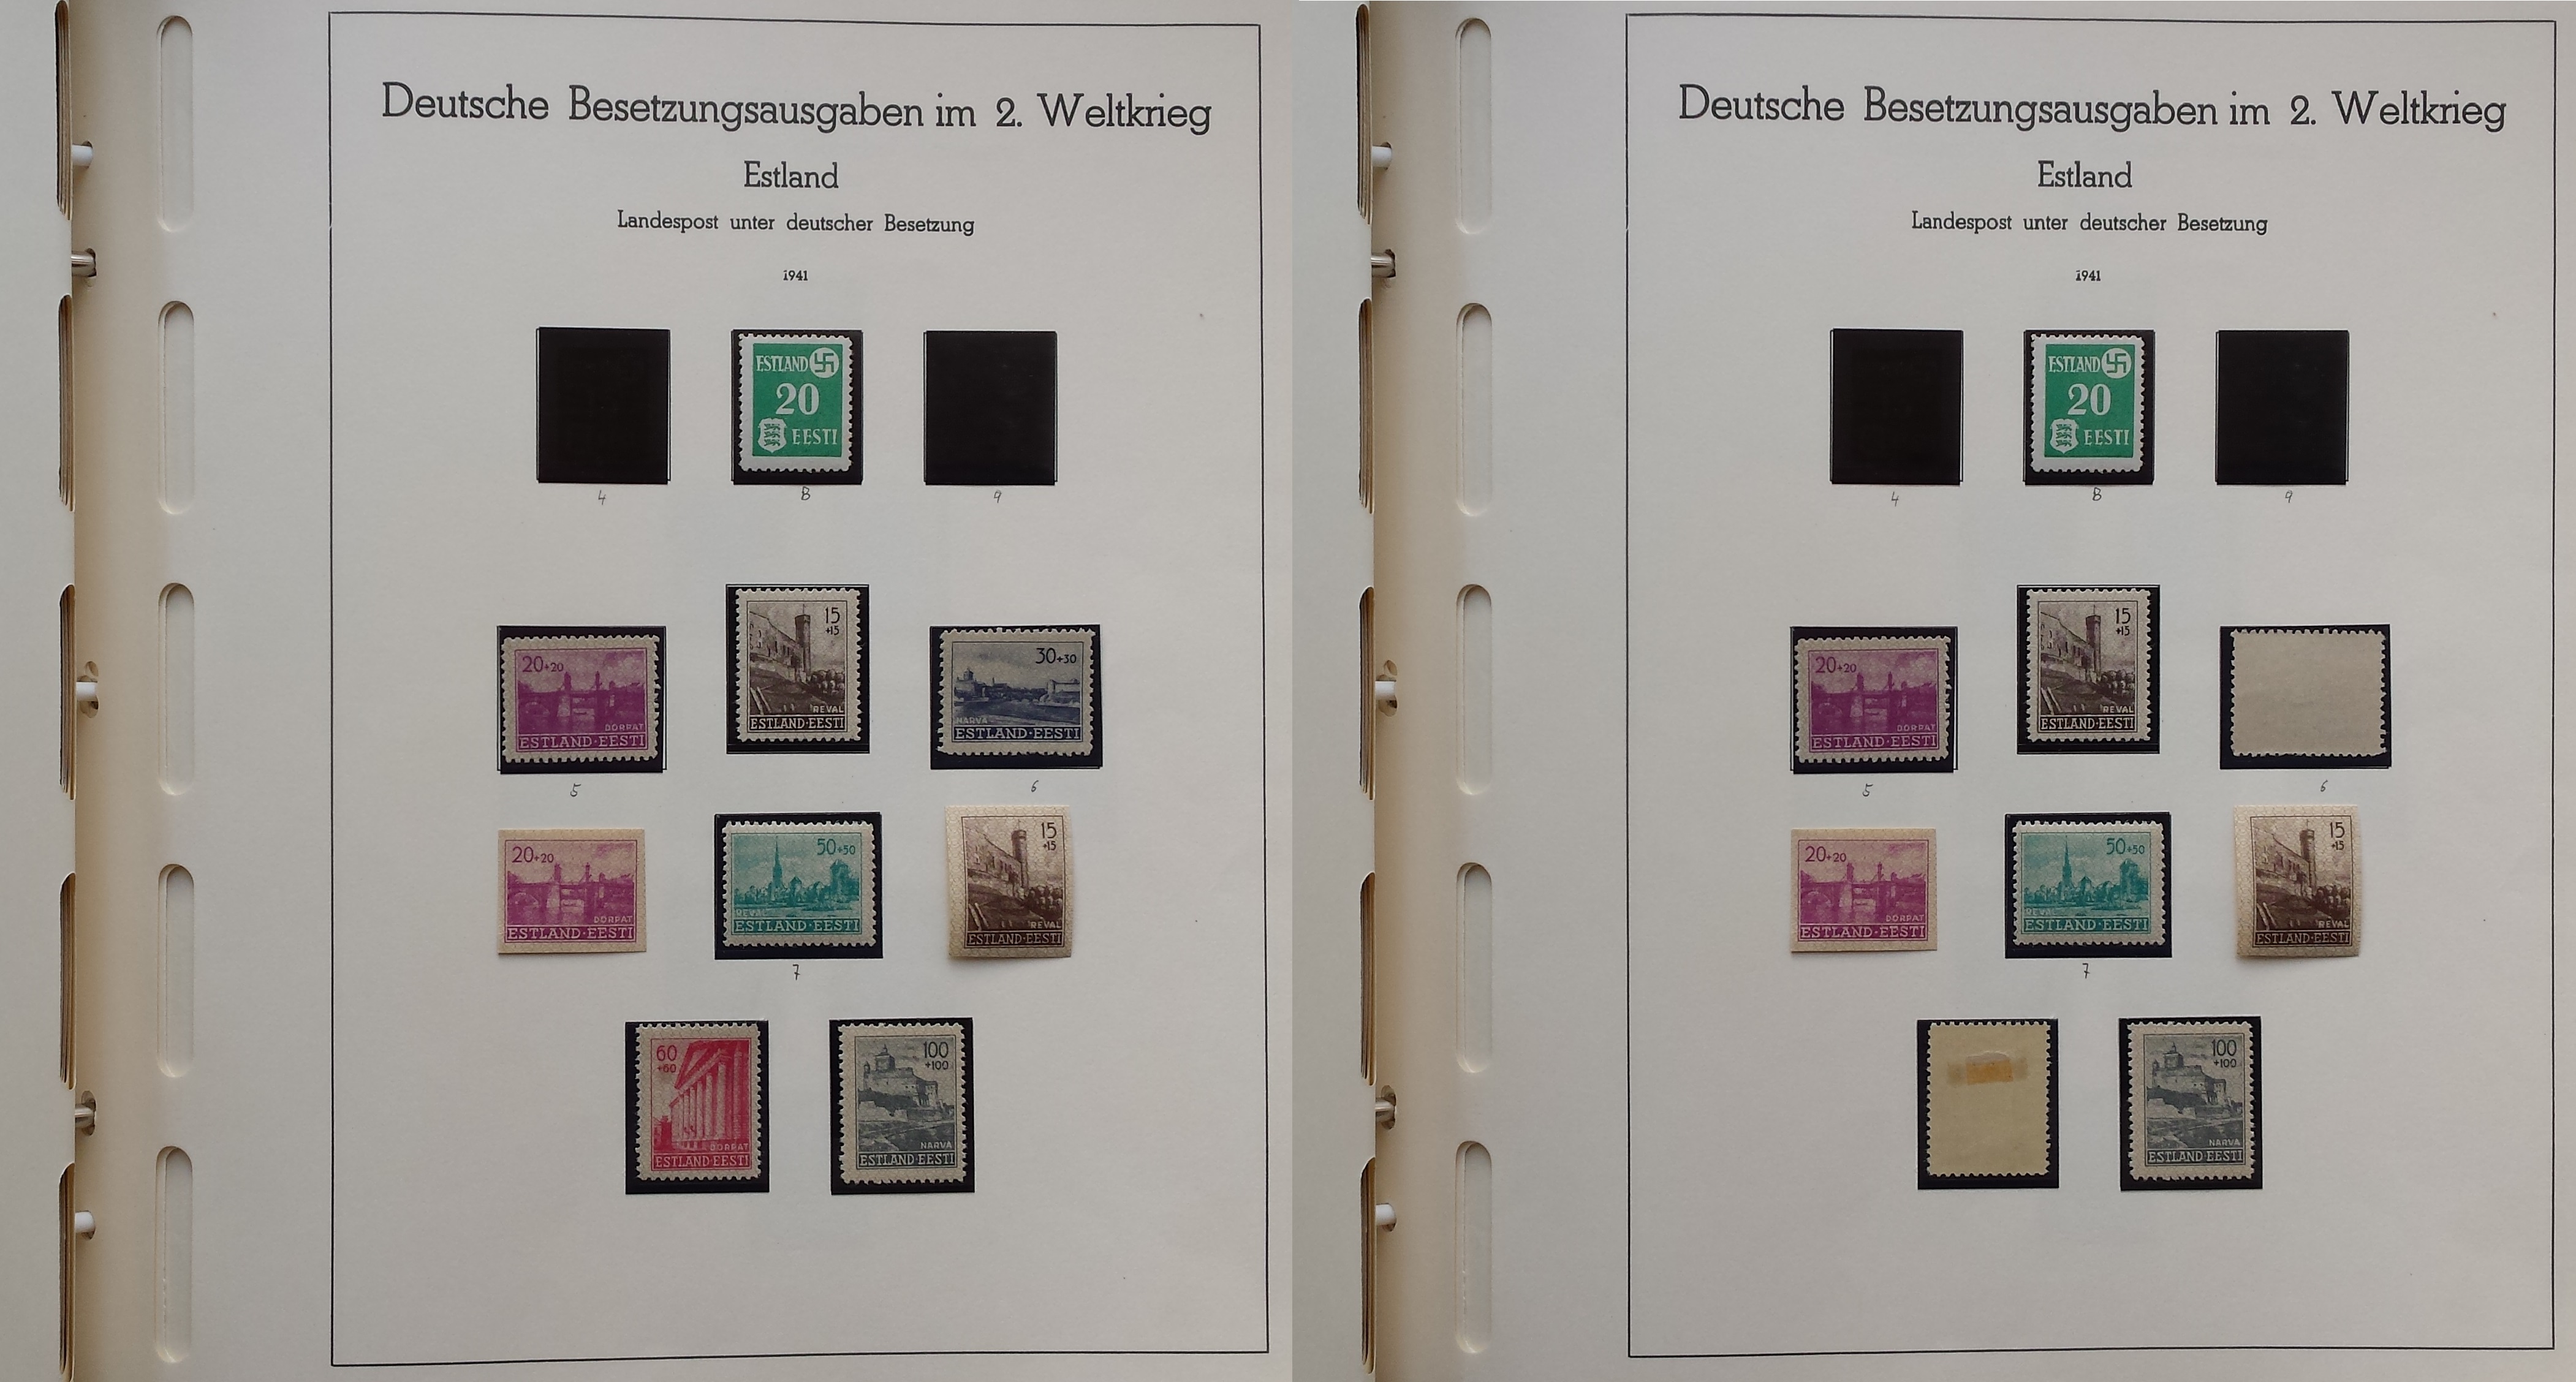 Deutsche Besetzungsausgaben im 2. Weltkrieg
Estland
Landespost unter deutscher Besetzung
1941
ESTLAND
20
EESTI
4
8
9
15
+15
REVAL
ESTLAND·EESTI
20+20
DORPAT
ESTLAND·EESTI
30+30
NARVA
ESTLAND·EESTI
5
6
20+20
DORPAT
ESTLAND·EESTI
50+50
REVAL
ESTLAND·EESTI
15
+15
REVAL
ESTLAND·EESTI
7
60
+60
DORPAT
ESTLAND·EESTI
100
+100
NARVA
ESTLAND·EESTI
Deutsche Besetzungsausgaben im 2. Weltkrieg
Estland
Landespost unter deutscher Besetzung
1941
ESTLAND
20
EESTI
4
8
9
15
+15
REVAL
ESTLAND·EESTI
20+20
DORPAT
ESTLAND·EESTI
5
6
20+20
DORPAT
ESTLAND·EESTI
50+50
REVAL
ESTLAND·EESTI
15
+15
REVAL
ESTLAND·EESTI
7
100
+100
NARVA
ESTLAND·EESTI